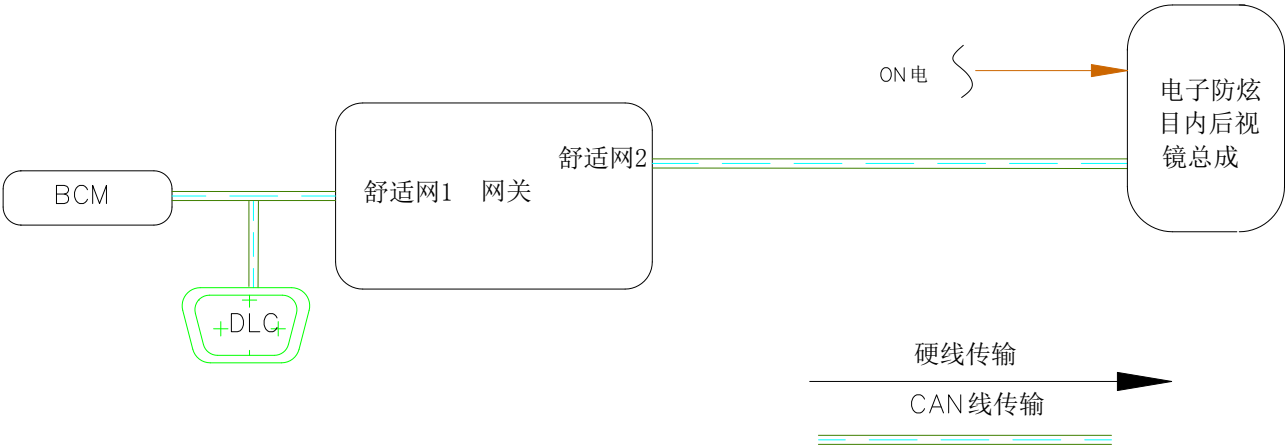 ON电
电子防炫
目内后视
镜总成
舒适网2
BCM
舒适网1 网关
DLC
硬线传输
CAN线传输